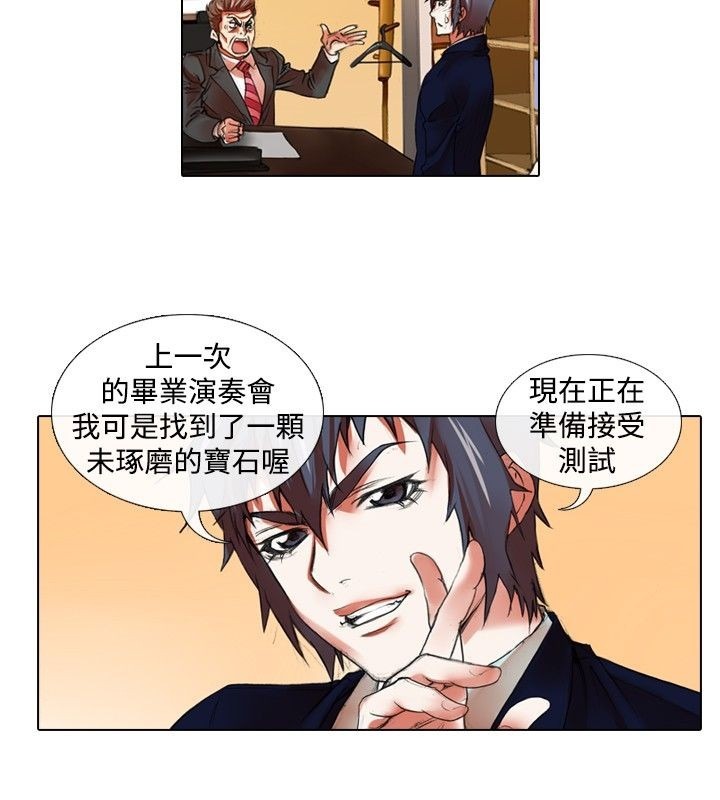 上一次
的畢業演奏會
我可是找到了一顆
未琢磨的寶石喔
現在正在
準備接受
測試